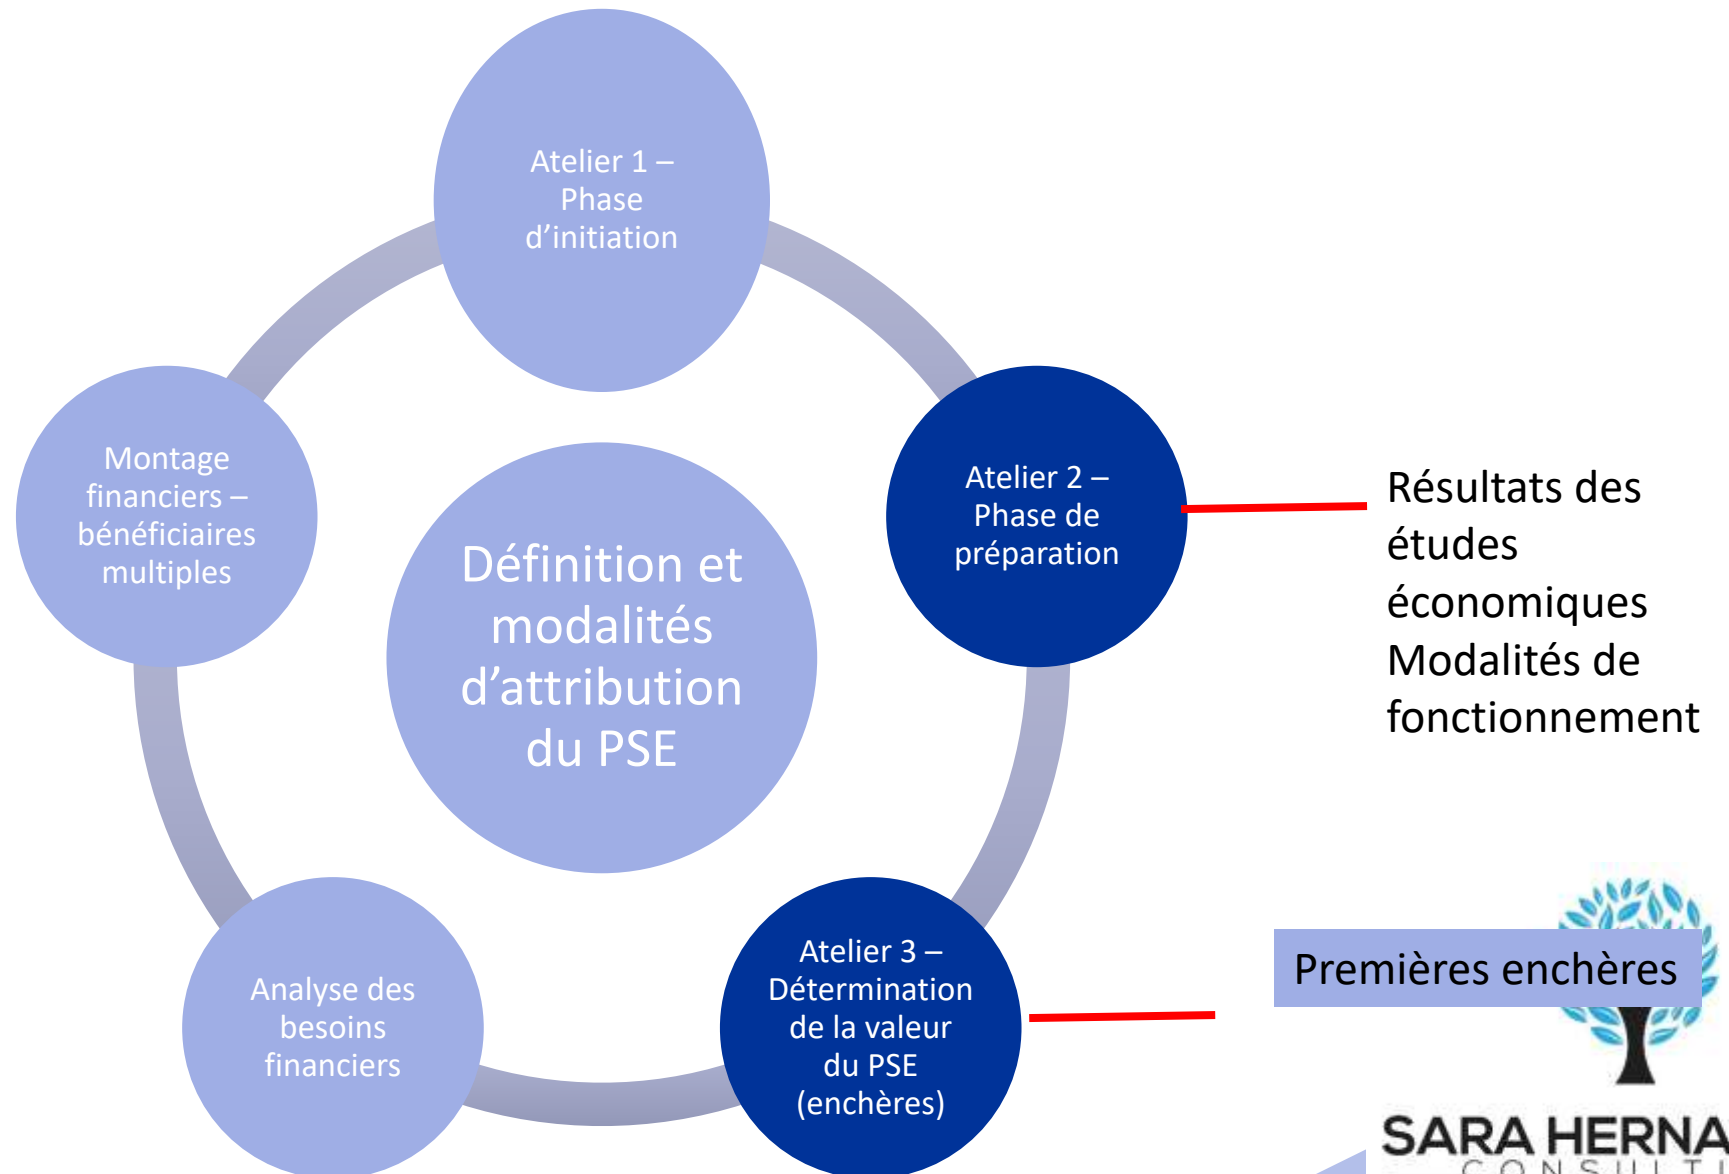 Atelier 1 –
Phase
d’initiation
Atelier 2 –
Phase de
préparation
Résultats des
études
économiques
Modalités de
fonctionnement
Atelier 3 –
Détermination
de la valeur
du PSE
(enchères)
Premières enchères
Analyse des
besoins
financiers
Montage
financiers –
bénéficiaires
multiples
Définition et
modalités
d’attribution
du PSE
SARA HERNA